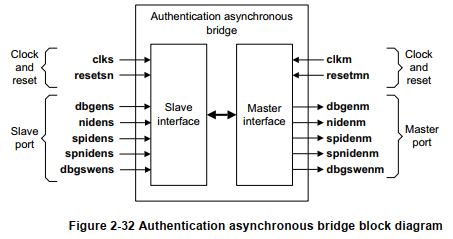 Authentication asynchronous
bridge
Clock
and
reset
clks
resetsn
clkm
resetmn
Clock
and
reset
Slave
port
dbgens
nidens
spidens
spnidens
dbgswens
Slave
interface
Master
interface
dbgenm
nidenm
spidenm
spnidenm
dbgswenm
Master
port
Figure 2-32 Authentication asynchronous bridge block diagram